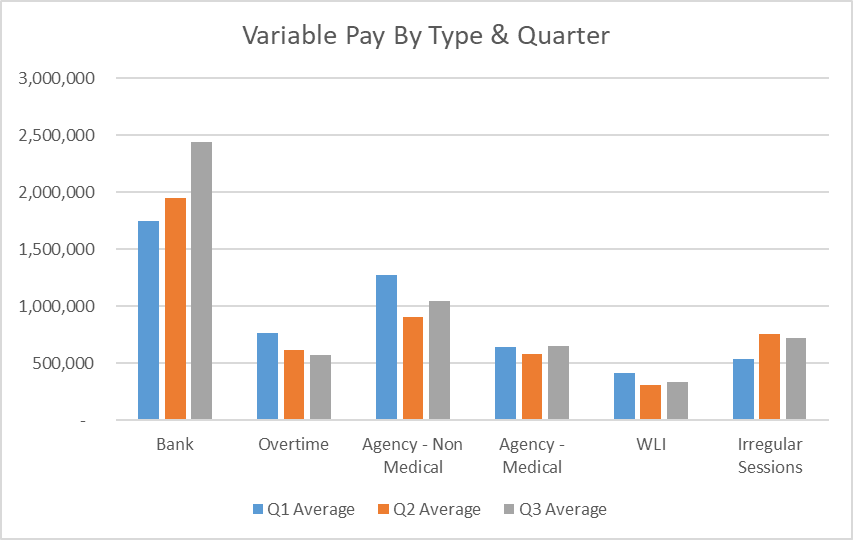 Variable Pay By Type & Quarter
3,000,000
2,500,000
2,000,000
1,500,000
1,000,000
500,000
-
Bank
Overtime
Agency - Non
Medical
Agency -
Medical
WLI
Irregular
Sessions
Q1 Average
Q2 Average
Q3 Average